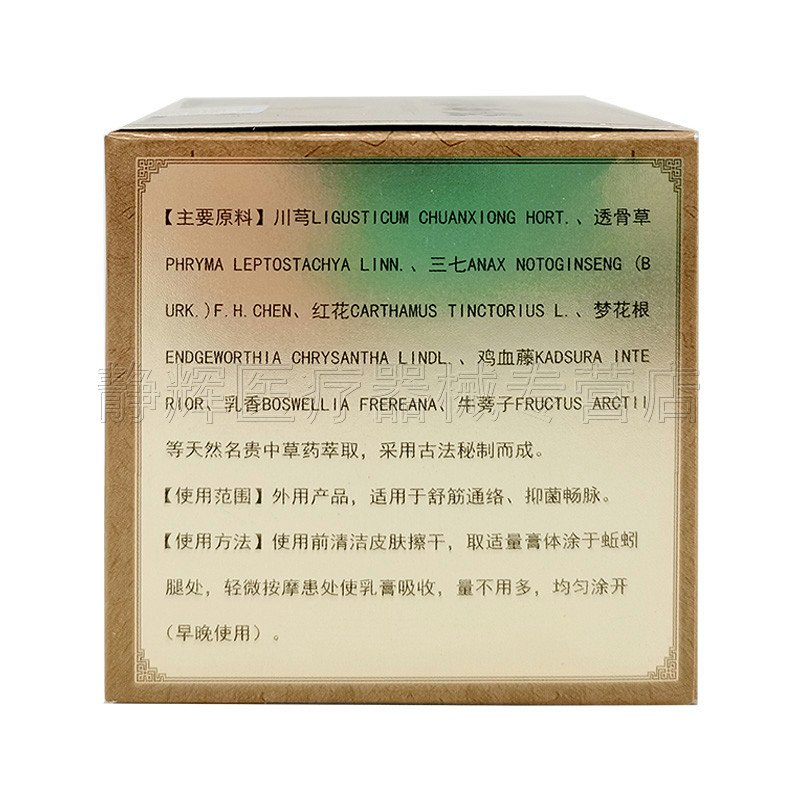 【主要原料】川芎LIGUSTICUM CHUANXIONG HORT.、透骨草
PHRYMA LEPTOSTACHYA LINN.、三七ANAX NOTOGINSENG (B
URK.)F.H.CHEN、红花CARTHAMUS TINCTORIUS L.、梦花根
ENDGEWORTHIA CHRYSANTHA LINDL.、鸡血藤KADSURA INTE
静辉医疗器械专营店
RIOR、乳香BOSWELLIA FREREANA、牛蒡子FRUCTUS ARCTII
等天然名贵中草药萃取，采用古法秘制而成。
【使用范围】外用产品，适用于舒筋通络、抑菌畅脉。
【使用方法】使用前清洁皮肤擦干，取适量膏体涂于蚯蚓
腿处，轻微按摩患处使乳膏吸收，量不用多，均匀涂开
（早晚使用）。